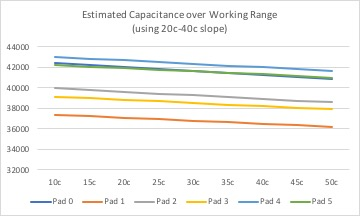 Estimated Capacitance over Working Range
(using 20c-40c slope)
44000
42000
40000
38000
36000
34000
32000
10c 15c 20c 25c 30c 35c 40c 45c 50c
Pad 0 Pad 1 Pad 2 Pad 3 Pad 4 Pad 5